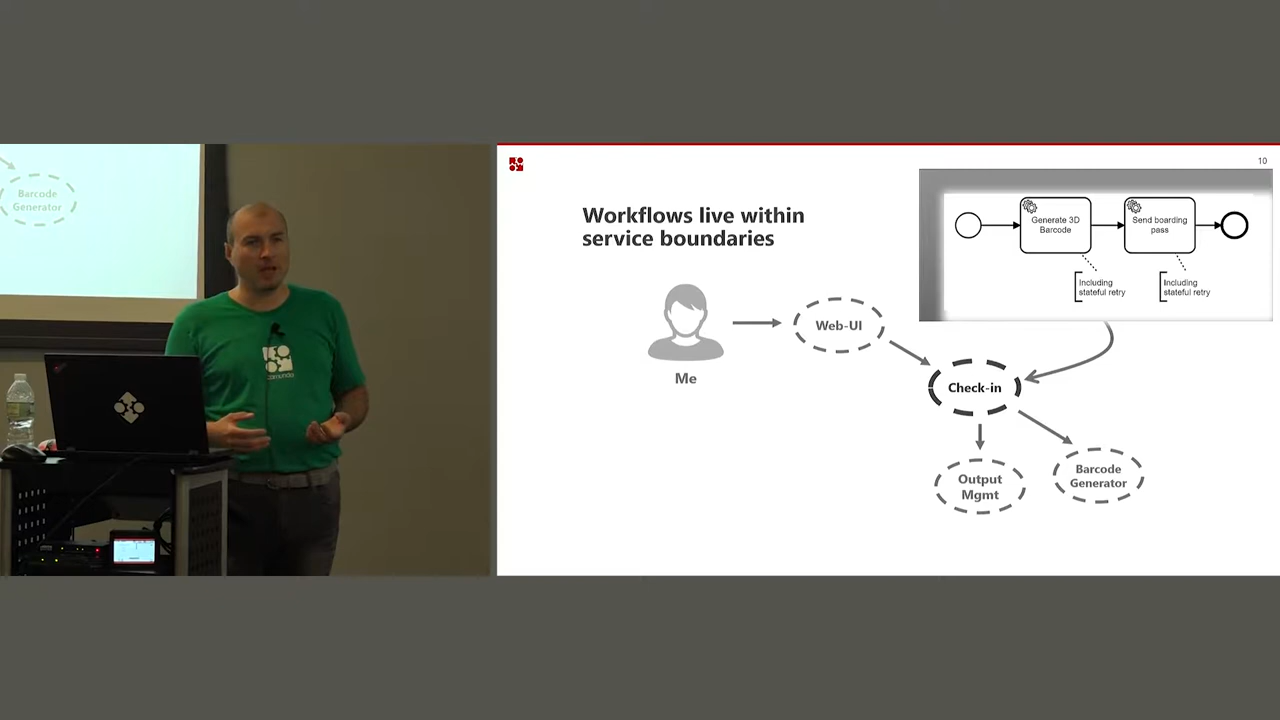 Barcode
Generator
camunda
10
Workflows live within
service boundaries
Generate 3D
Barcode
Send boarding
pass
Including
stateful retry
Including
stateful retry
Me
Web-UI
Check-in
Output
Mgmt
Barcode
Generator